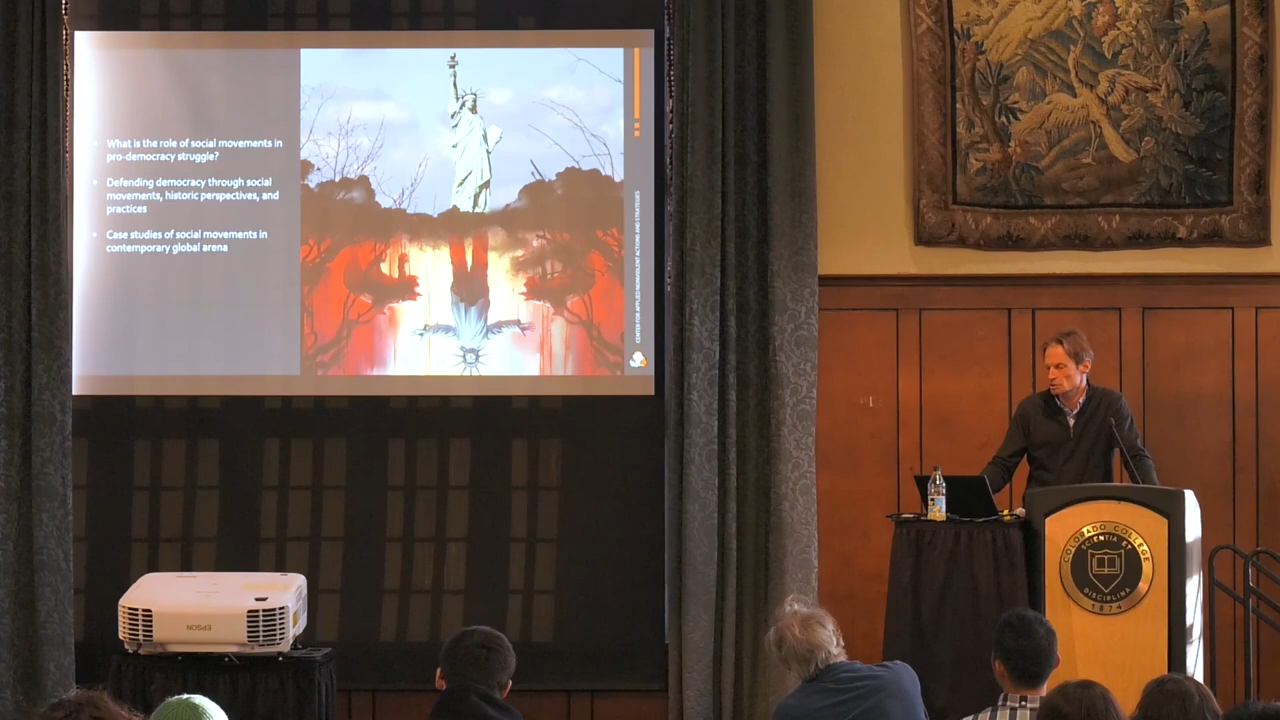 What is the role of social movements in
pro-democracy struggle?
Defending democracy through social
movements, historic perspectives, and
practices
Case studies of social movements in
contemporary global arena
CENTER FOR APPLIED NONVIOLENT ACTIONS AND STRATEGIES
EPSON
COLORADO COLLEGE
SCIENTIA ET
DISCIPLINA
1874